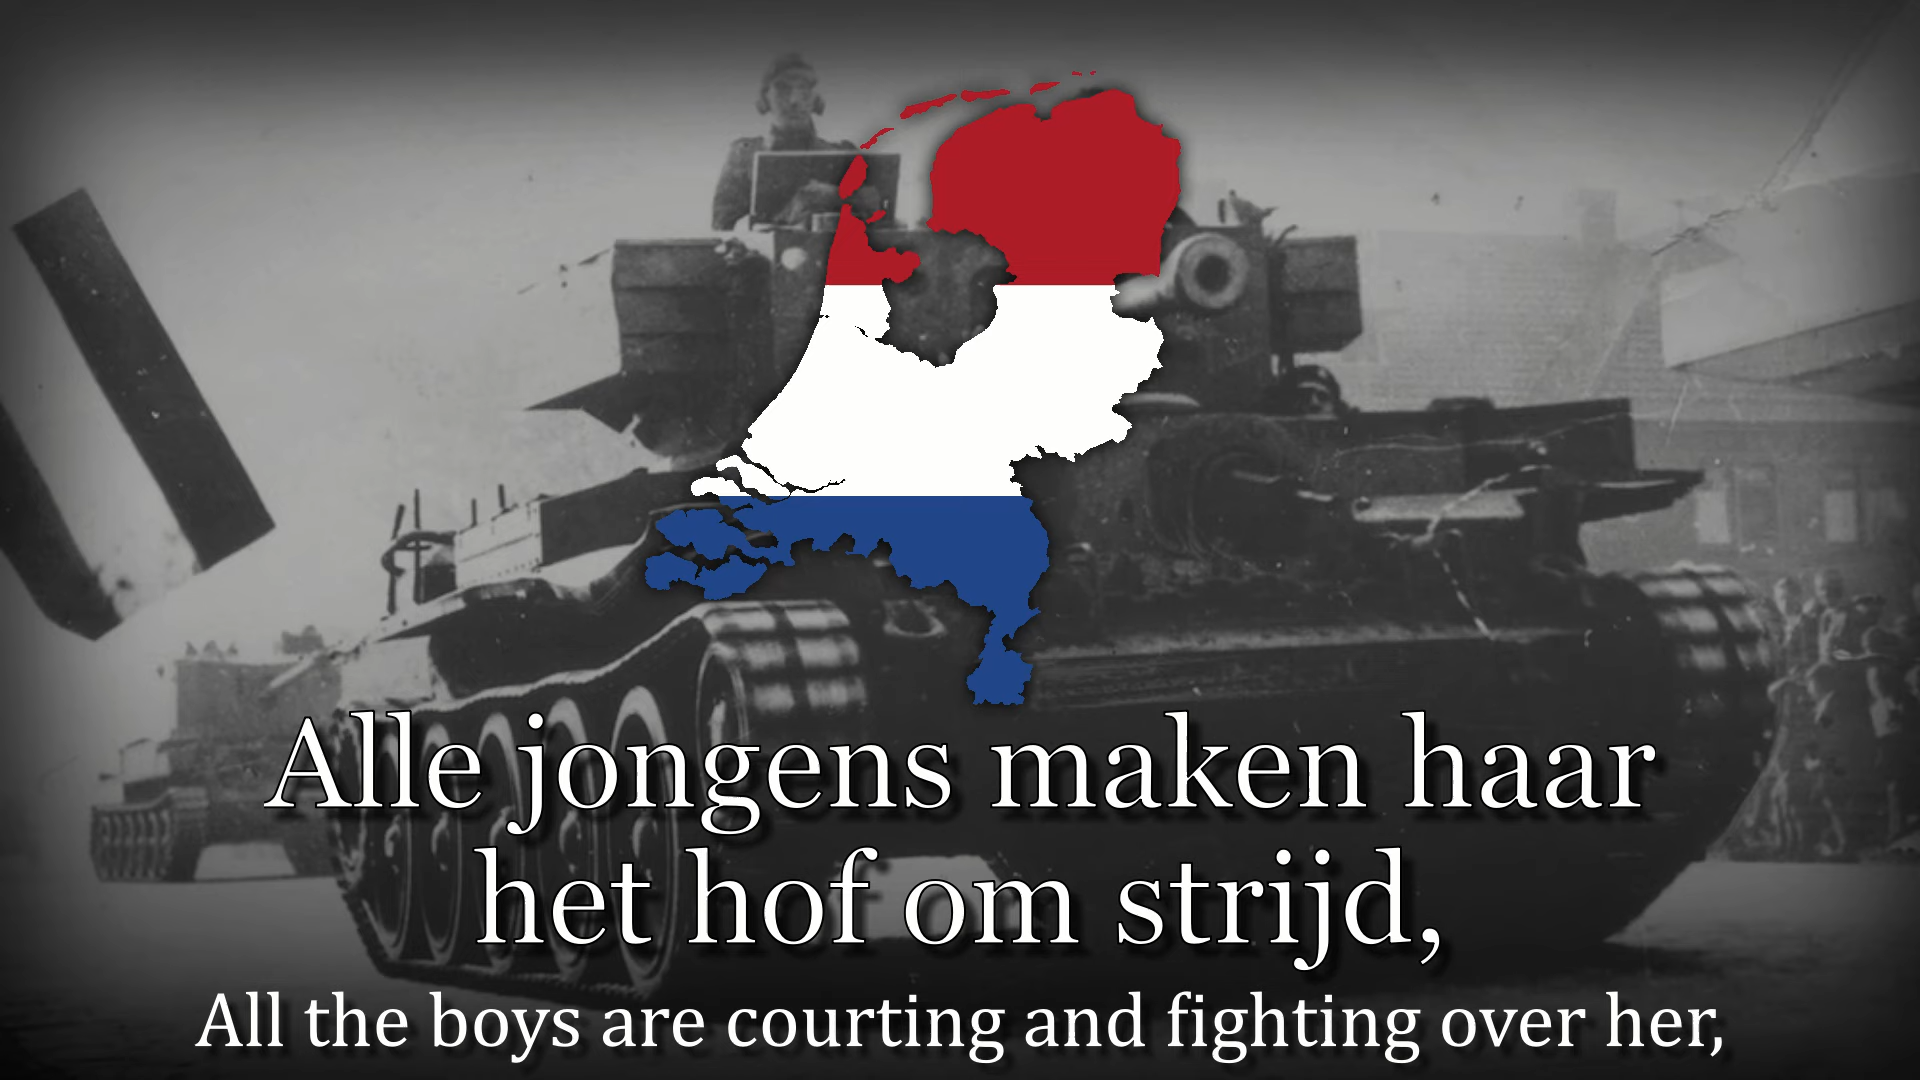 Alle jongens maken haar
het hof om strijd,
All the boys are courting and fighting over her,